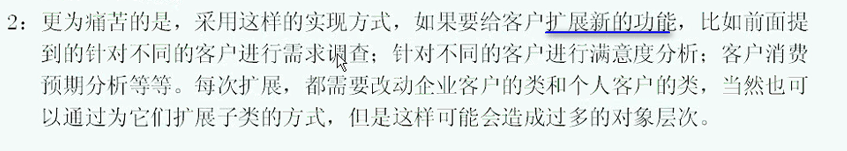 2：更为痛苦的是，采用这样的实现方式，如果要给客户扩展新的功能，比如前面提
到的针对不同的客户进行需求调查；针对不同的客户进行满意度分析；客户消费
预期分析等等。每次扩展，都需要改动企业客户的类和个人客户的类，当然也可
以通过为它们扩展子类的方式，但是这样可能会造成过多的对象层次。